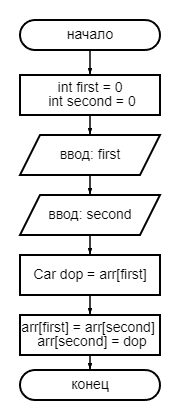 начало
int first = 0
int second = 0
ввод: first
ввод: second
Car dop = arr[first]
arr[first] = arr[second]
arr[second] = dop
конец